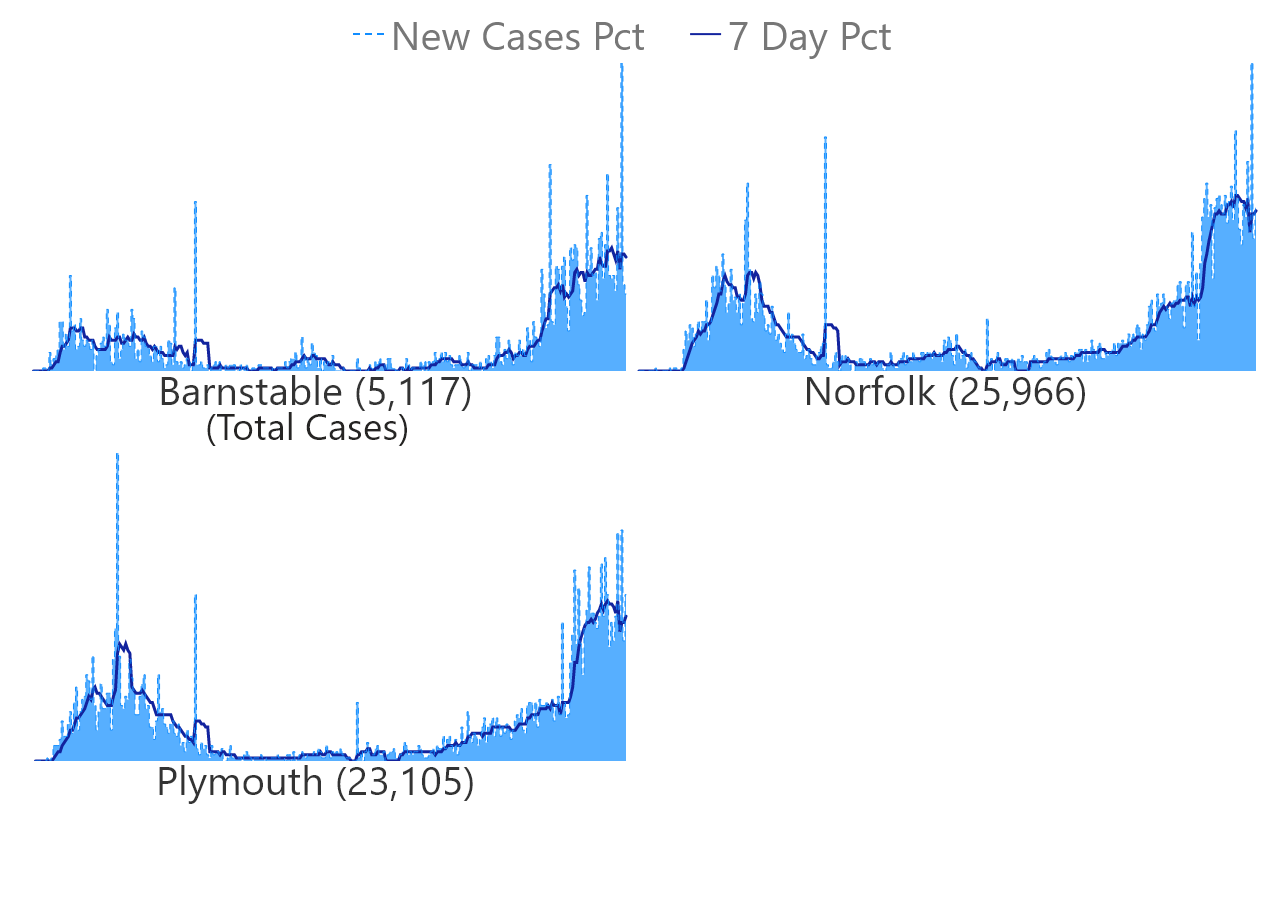 New Cases Pct 7 Day Pct
Barnstable (5,117)
(Total Cases)
Norfolk (25,966)
Plymouth (23,105)